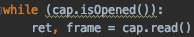 while (cap.isOpened()):
    ret, frame = cap.read()